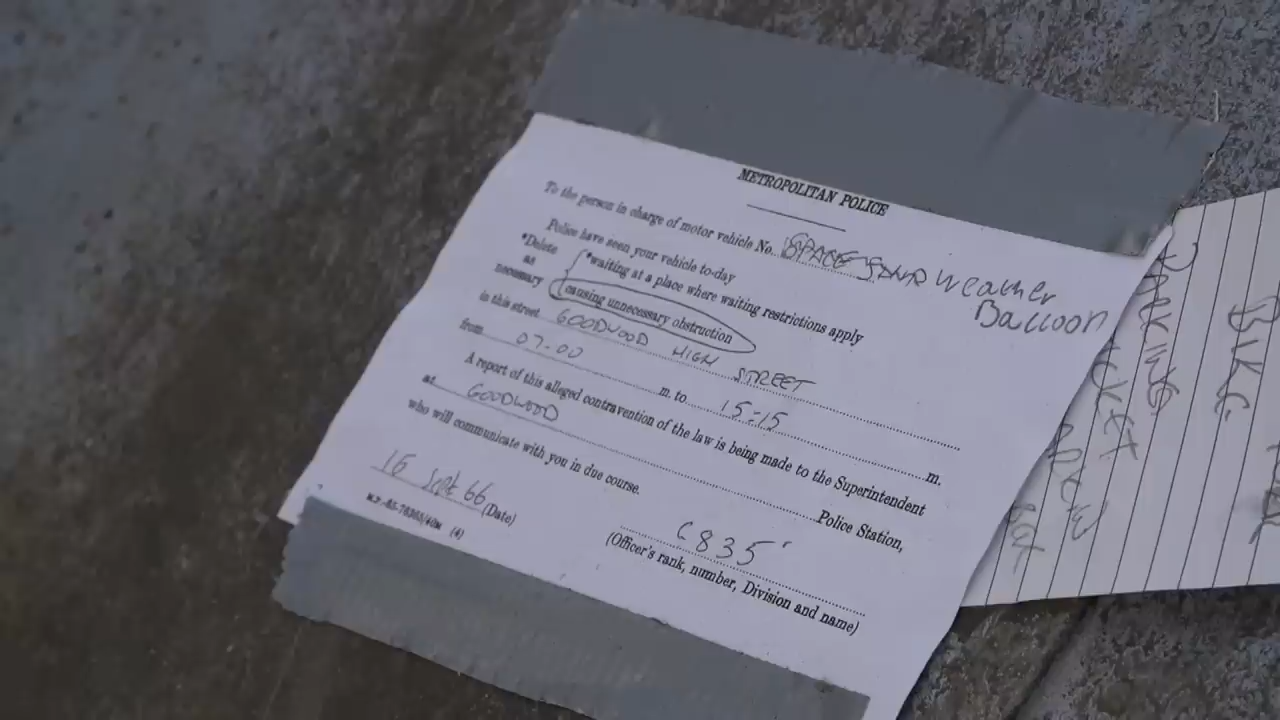 METROPOLITAN POLICE
To the person in charge of motor vehicle No. SPACE weather
Balloon
Police have seen your vehicle to-day
*Delete as necessary
*waiting at a place where waiting restrictions apply
causing unnecessary obstruction
in this street GOODWOOD HIGH STREET
from 07-00 m. to 15-15 m.
A report of this alleged contravention of the law is being made to the Superintendent
at GOODWOOD Police Station,
who will communicate with you in due course.
16 Sept 66 (Date)
C835
(Officer's rank, number, Division and name)
PARKING